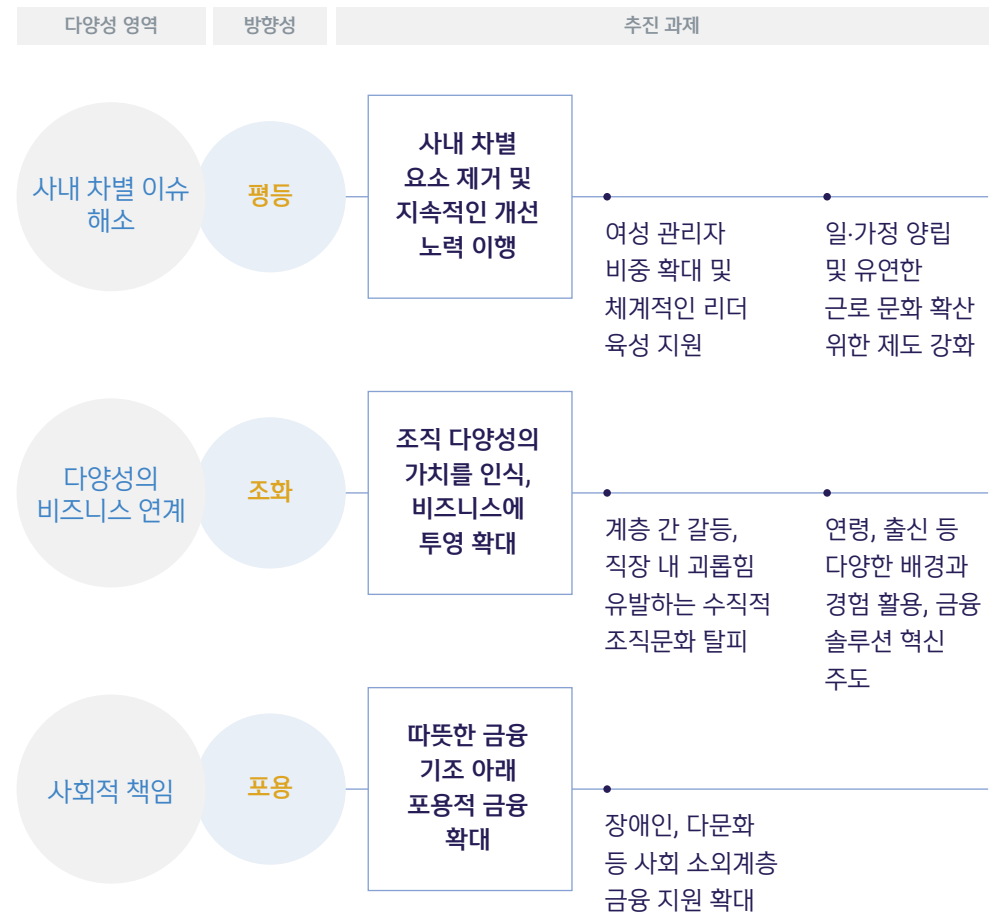 다양성 영역
방향성
추진 과제
사내 차별 이슈
해소
평등
사내 차별
요소 제거 및
지속적인 개선
노력 이행
여성 관리자
비중 확대 및
체계적인 리더
육성 지원
일·가정 양립
및 유연한
근로 문화 확산
위한 제도 강화
다양성의
비즈니스 연계
조화
조직 다양성의
가치를 인식,
비즈니스에
투영 확대
계층 간 갈등,
직장 내 괴롭힘
유발하는 수직적
조직문화 탈피
연령, 출신 등
다양한 배경과
경험 활용, 금융
솔루션 혁신
주도
사회적 책임
포용
따뜻한 금융
기조 아래
포용적 금융
확대
장애인, 다문화
등 사회 소외계층
금융 지원 확대